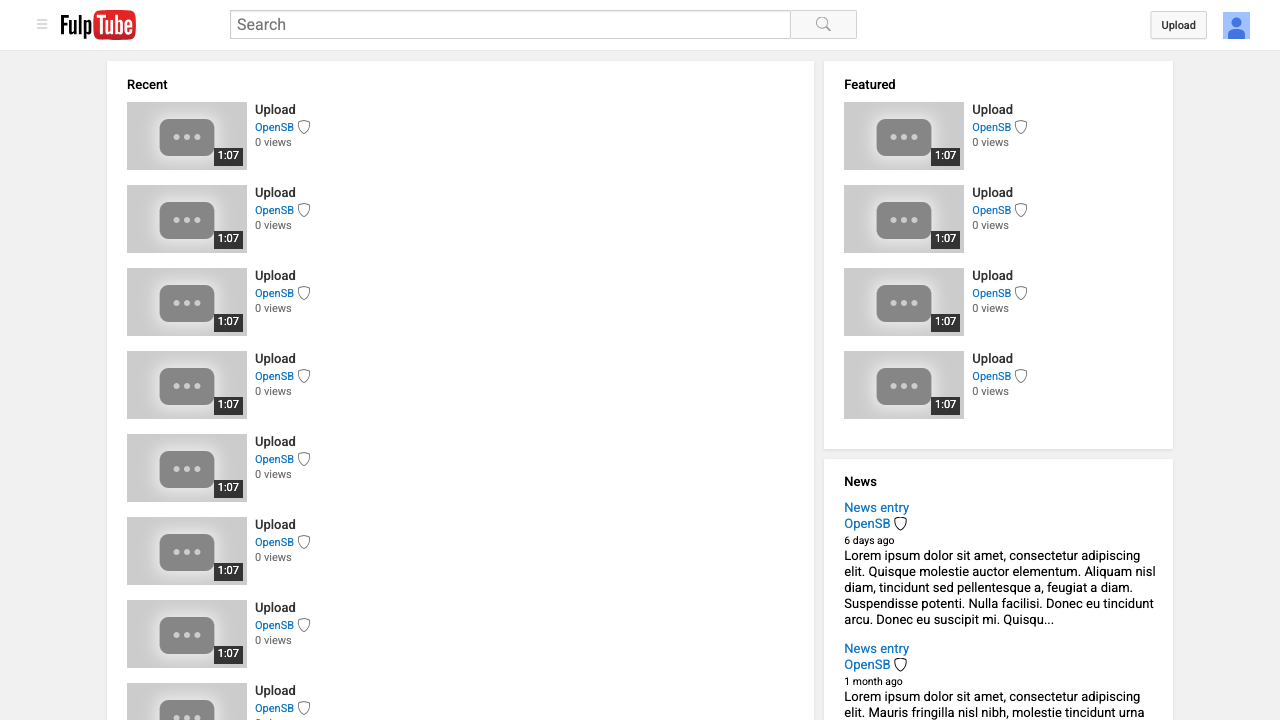 FulpTube
Search
Upload
Recent
1:07
Upload
OpenSB
0 views
1:07
Upload
OpenSB
0 views
1:07
Upload
OpenSB
0 views
1:07
Upload
OpenSB
0 views
1:07
Upload
OpenSB
0 views
1:07
Upload
OpenSB
0 views
1:07
Upload
OpenSB
0 views
Upload
OpenSB
Featured
1:07
Upload
OpenSB
0 views
1:07
Upload
OpenSB
0 views
1:07
Upload
OpenSB
0 views
1:07
Upload
OpenSB
0 views
News
News entry
OpenSB
6 days ago
Lorem ipsum dolor sit amet, consectetur adipiscing
elit. Quisque molestie auctor elementum. Aliquam nisl
diam, tincidunt sed pellentesque a, feugiat a diam.
Suspendisse potenti. Nulla facilisi. Donec eu tincidunt
arcu. Donec eu suscipit mi. Quisqu...
News entry
OpenSB
1 month ago
Lorem ipsum dolor sit amet, consectetur adipiscing
elit. Mauris fringilla nisl nibh, molestie tincidunt urna